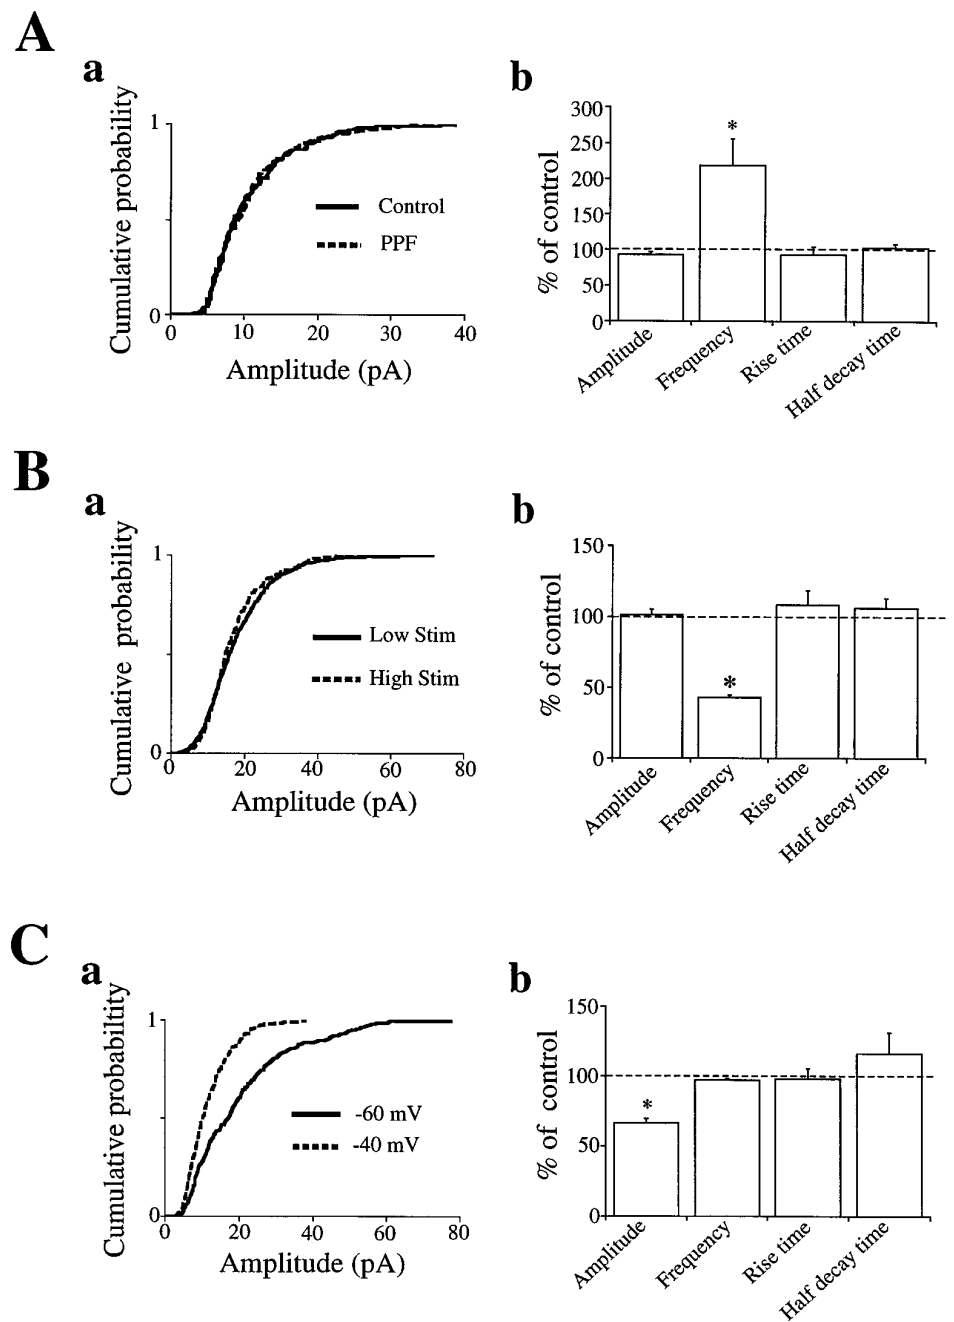 A
a
Cumulative probability
1
0
0 10 20 30 40
Amplitude (pA)
Control
PPF
b
% of control
300
250
200
150
100
50
0
*
Amplitude
Frequency
Rise time
Half decay time
B
a
Cumulative probability
1
0
0 20 40 60 80
Amplitude (pA)
Low Stim
High Stim
b
% of control
150
100
50
0
*
Amplitude
Frequency
Rise time
Half decay time
C
a
Cumulative probabiltity
1
0
0 20 40 60 80
Amplitude (pA)
-60 mV
-40 mV
b
% of control
150
100
50
0
*
Amplitude
Frequency
Rise time
Half decay time